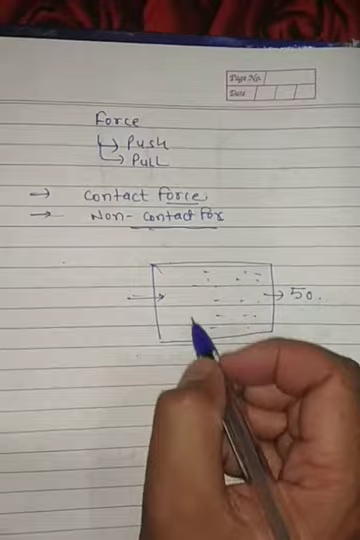 Page No.
Date
Force
→ Push
→ Pull
→ Contact force.
→ Non-contact for
→ 50.